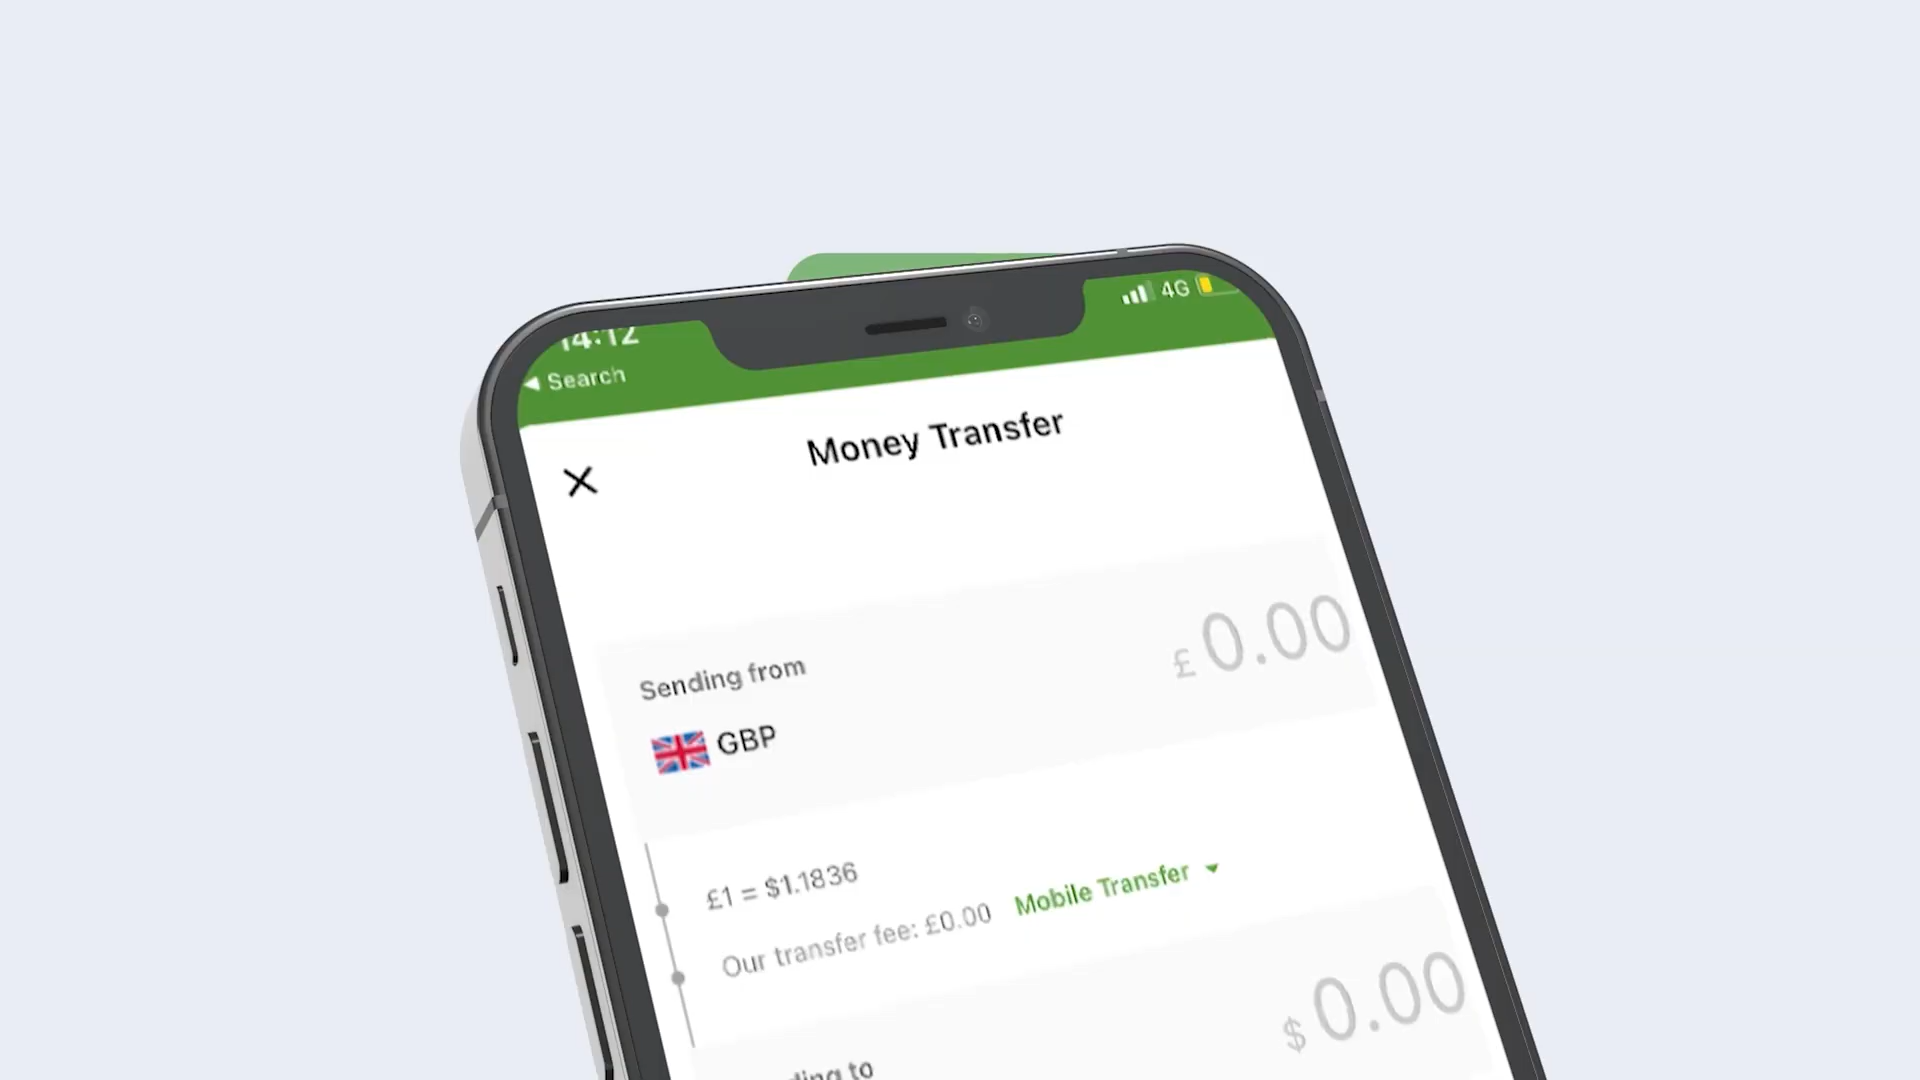 14:12
4G
◀ Search
Money Transfer
Sending from
£ 0.00
GBP
£1 = $1.1836
Our transfer fee: £0.00 Mobile Transfer
$ 0.00
to